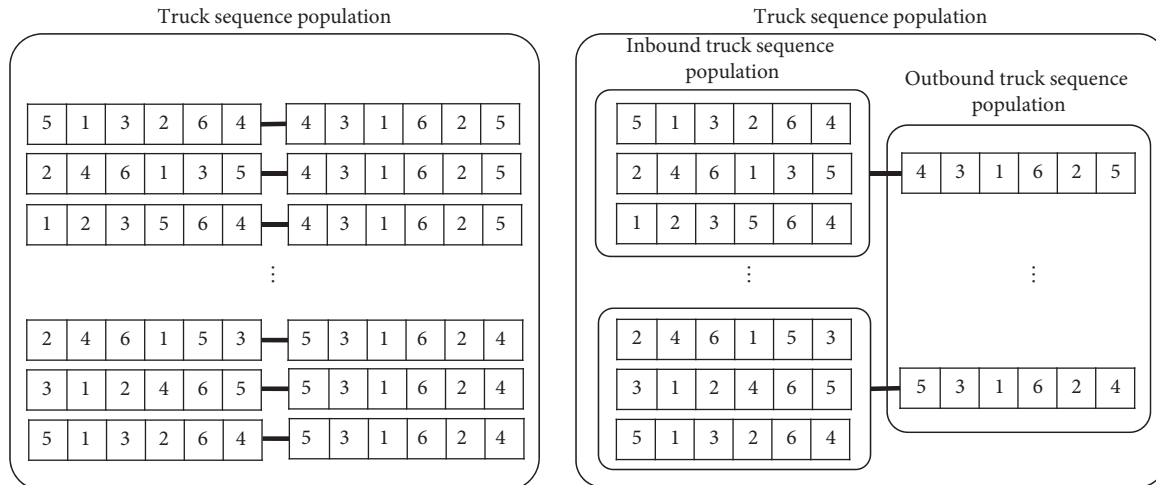 Truck sequence population
5 1 3 2 6 4 4 3 1 6 2 5
2 4 6 1 3 5 4 3 1 6 2 5
1 2 3 5 6 4 4 3 1 6 2 5
⋮
2 4 6 1 5 3 5 3 1 6 2 4
3 1 2 4 6 5 5 3 1 6 2 4
5 1 3 2 6 4 5 3 1 6 2 4
Truck sequence population
Inbound truck sequence
population
5 1 3 2 6 4
2 4 6 1 3 5
1 2 3 5 6 4
⋮
2 4 6 1 5 3
3 1 2 4 6 5
5 1 3 2 6 4
Outbound truck sequence
population
4 3 1 6 2 5
⋮
5 3 1 6 2 4